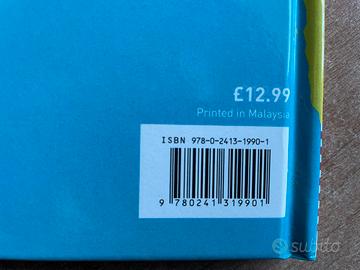 £12.99
Printed in Malaysia
ISBN 978-0-2413-1990-1
9 780241 319901
subito